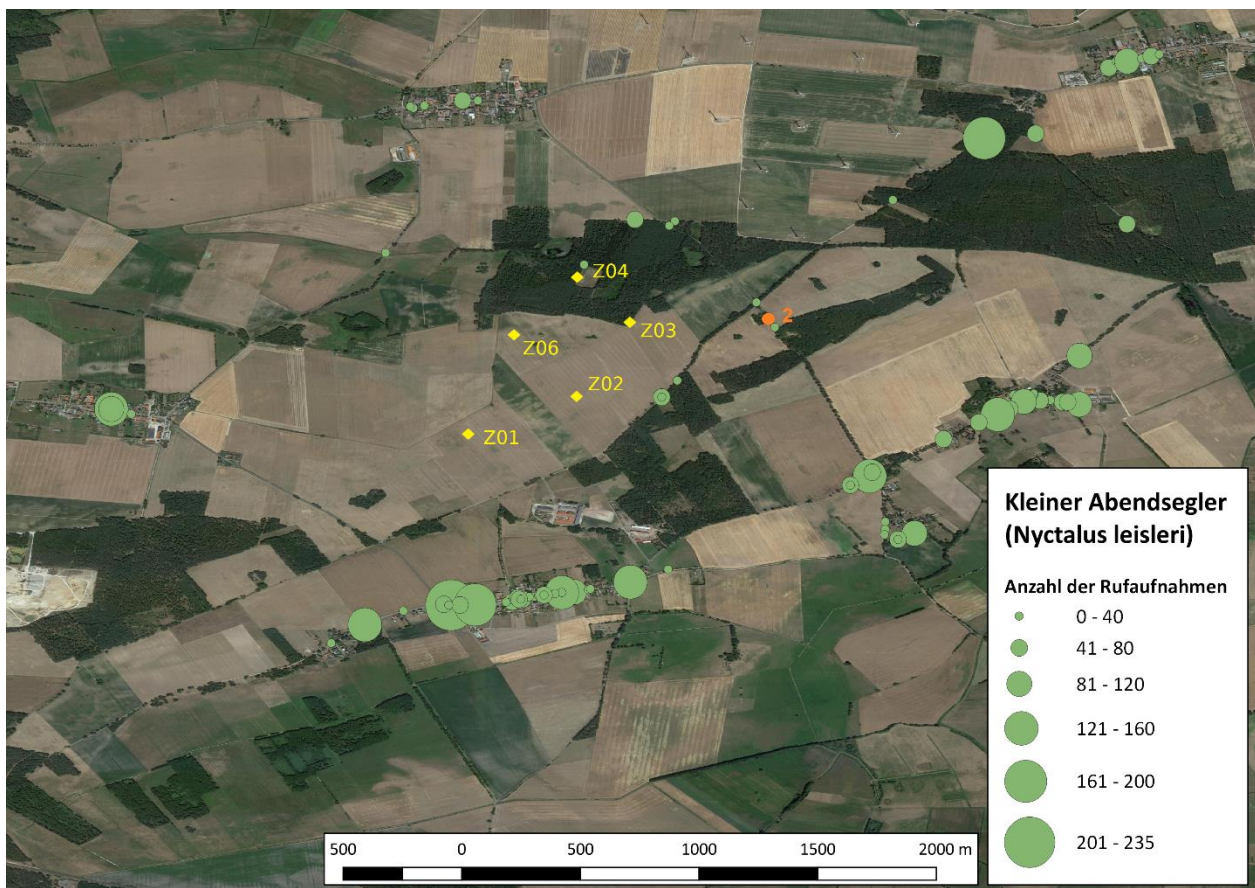 Z04
2
Z03
Z06
Z02
Z01
Kleiner Abendsegler
(Nyctalus leisleri)
Anzahl der Rufaufnahmen
0 - 40
41 - 80
81 - 120
121 - 160
161 - 200
201 - 235
500 0 500 1000 1500 2000 m